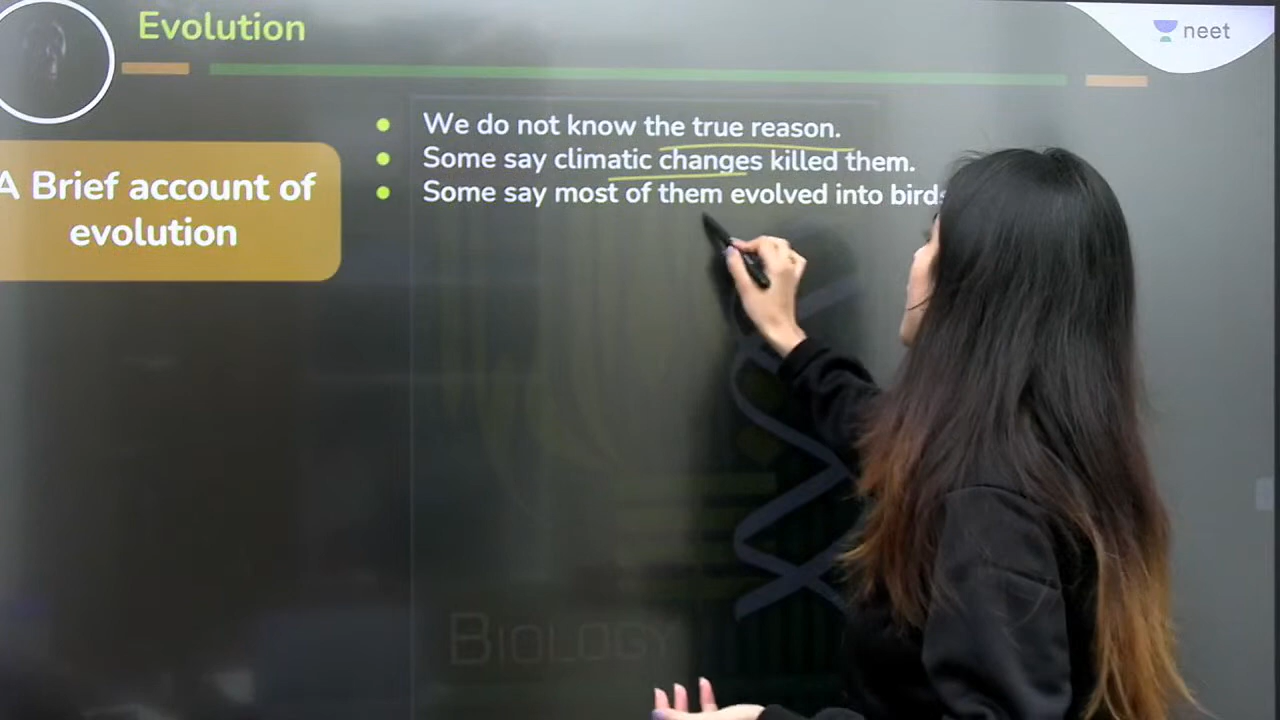 Evolution
neet
We do not know the true reason.
Some say climatic changes killed them.
Some say most of them evolved into birds
A Brief account of
evolution
BIOLOGY